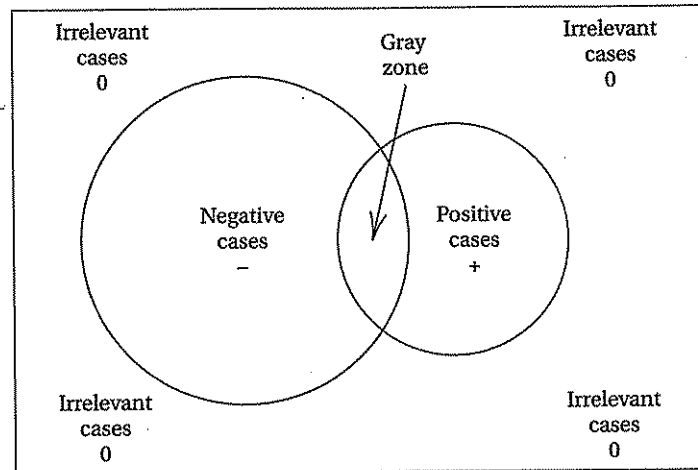 Irrelevant
cases
0
Gray
zone
Irrelevant
cases
0
Negative
cases
–
Positive
cases
+
Irrelevant
cases
0
Irrelevant
cases
0